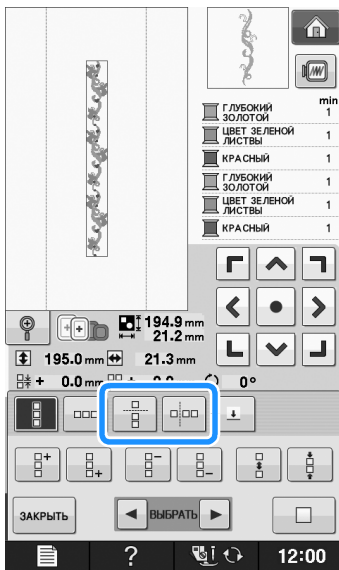 min
ГЛУБОКИЙ
ЗОЛОТОЙ
1
ЦВЕТ ЗЕЛЕНОЙ
ЛИСТВЫ
1
КРАСНЫЙ
1
ГЛУБОКИЙ
ЗОЛОТОЙ
1
ЦВЕТ ЗЕЛЕНОЙ
ЛИСТВЫ
1
КРАСНЫЙ
1
194.9 mm
21.2 mm
195.0 mm 21.3 mm
+ 0.0 mm + 0.0 0°
ЗАКРЫТЬ
ВЫБРАТЬ
? 12:00